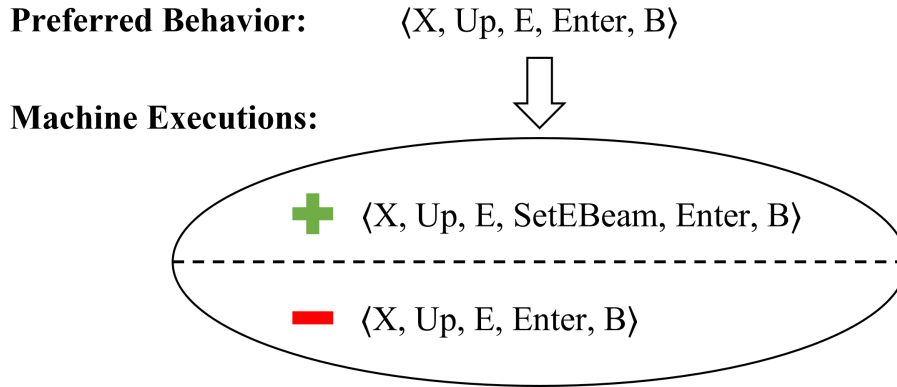 Preferred Behavior: ⟨X, Up, E, Enter, B⟩
Machine Executions:
⟨X, Up, E, SetEBeam, Enter, B⟩
⟨X, Up, E, Enter, B⟩